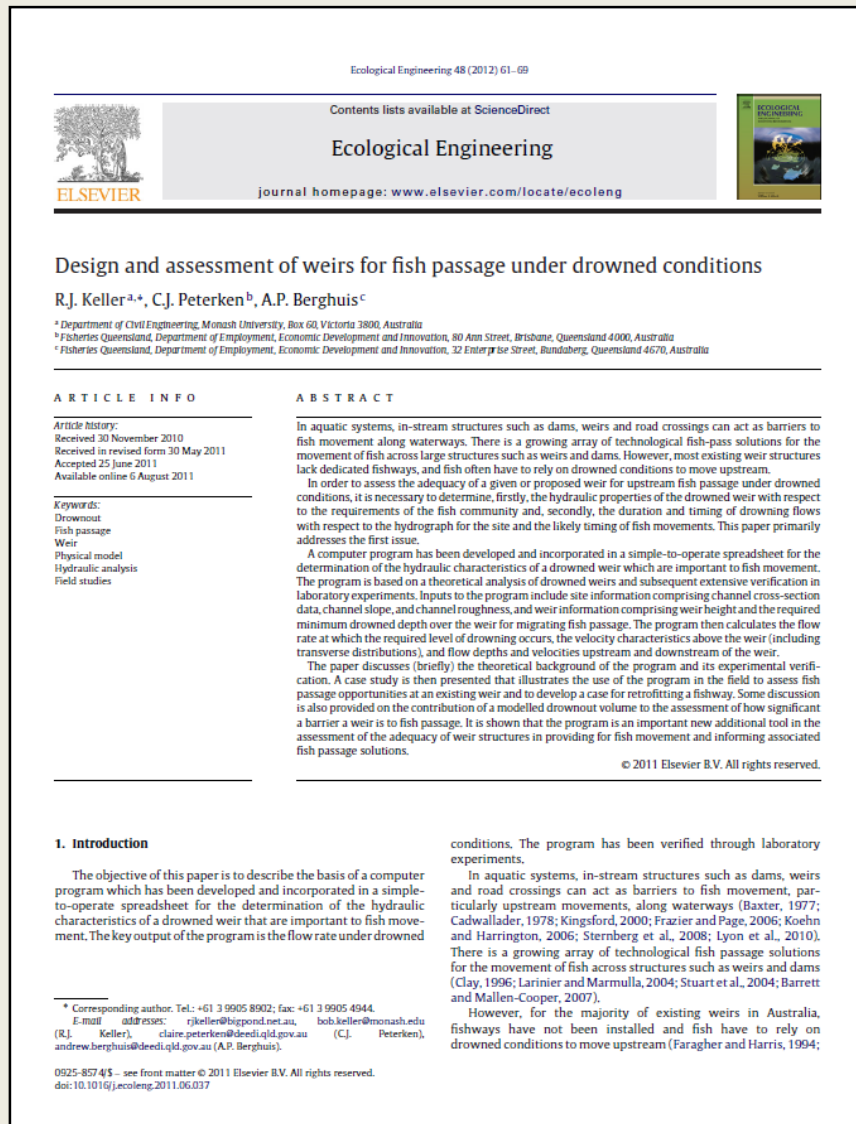 Ecological Engineering 48 (2012) 61–69
Contents lists available at ScienceDirect
Ecological Engineering
journal homepage: www.elsevier.com/locate/ecoleng
ELSEVIER
ECOLOGICAL
ENGINEERING
Design and assessment of weirs for fish passage under drowned conditions
R.J. Keller a,*, C.J. Peterken b, A.P. Berghuis c
a Department of Civil Engineering, Monash University, Box 60, Victoria 3800, Australia
b Fisheries Queensland, Department of Employment, Economic Development and Innovation, 80 Ann Street, Brisbane, Queensland 4000, Australia
c Fisheries Queensland, Department of Employment, Economic Development and Innovation, 32 Enterprise Street, Bundaberg, Queensland 4670, Australia
ARTICLE INFO
Article history:
Received 30 November 2010
Received in revised form 30 May 2011
Accepted 25 June 2011
Available online 6 August 2011
Keywords:
Drownout
Fish passage
Weir
Physical model
Hydraulic analysis
Field studies
ABSTRACT
In aquatic systems, in-stream structures such as dams, weirs and road crossings can act as barriers to
fish movement along waterways. There is a growing array of technological fish-pass solutions for the
movement of fish across large structures such as weirs and dams. However, most existing weir structures
lack dedicated fishways, and fish often have to rely on drowned conditions to move upstream.
In order to assess the adequacy of a given or proposed weir for upstream fish passage under drowned
conditions, it is necessary to determine, firstly, the hydraulic properties of the drowned weir with respect
to the requirements of the fish community and, secondly, the duration and timing of drowning flows
with respect to the hydrograph for the site and the likely timing of fish movements. This paper primarily
addresses the first issue.
A computer program has been developed and incorporated in a simple-to-operate spreadsheet for the
determination of the hydraulic characteristics of a drowned weir which are important to fish movement.
The program is based on a theoretical analysis of drowned weirs and subsequent extensive verification in
laboratory experiments. Inputs to the program include site information comprising channel cross-section
data, channel slope, and channel roughness, and weir information comprising weir height and the required
minimum drowned depth over the weir for migrating fish passage. The program then calculates the flow
rate at which the required level of drowning occurs, the velocity characteristics above the weir (including
transverse distributions), and flow depths and velocities upstream and downstream of the weir.
The paper discusses (briefly) the theoretical background of the program and its experimental verifi-
cation. A case study is then presented that illustrates the use of the program in the field to assess fish
passage opportunities at an existing weir and to develop a case for retrofitting a fishway. Some discussion
is also provided on the contribution of a modelled drownout volume to the assessment of how significant
a barrier a weir is to fish passage. It is shown that the program is an important new additional tool in the
assessment of the adequacy of weir structures in providing for fish movement and informing associated
fish passage solutions.
© 2011 Elsevier B.V. All rights reserved.
1. Introduction
The objective of this paper is to describe the basis of a computer
program which has been developed and incorporated in a simple-
to-operate spreadsheet for the determination of the hydraulic
characteristics of a drowned weir that are important to fish move-
ment. The key output of the program is the flow rate under drowned
conditions. The program has been verified through laboratory
experiments.
In aquatic systems, in-stream structures such as dams, weirs
and road crossings can act as barriers to fish movement, par-
ticularly upstream movements, along waterways (Baxter, 1977;
Cadwallader, 1978; Kingsford, 2000; Frazier and Page, 2006; Koehn
and Harrington, 2006; Sternberg et al., 2008; Lyon et al., 2010).
There is a growing array of technological fish passage solutions
for the movement of fish across structures such as weirs and dams
(Clay, 1996; Larinier and Marmulla, 2004; Stuart et al., 2004; Barrett
and Mallen-Cooper, 2007).
However, for the majority of existing weirs in Australia,
fishways have not been installed and fish have to rely on
drowned conditions to move upstream (Faragher and Harris, 1994;
* Corresponding author. Tel.: +61 3 9905 8902; fax: +61 3 9905 4944.
E-mail addresses: rjkeller@bigpond.net.au, bob.keller@monash.edu
(R.J. Keller), claire.peterken@deedi.qld.gov.au (C.J. Peterken),
andrew.berghuis@deedi.qld.gov.au (A.P. Berghuis).
0925-8574/$ – see front matter © 2011 Elsevier B.V. All rights reserved.
doi:10.1016/j.ecoleng.2011.06.037